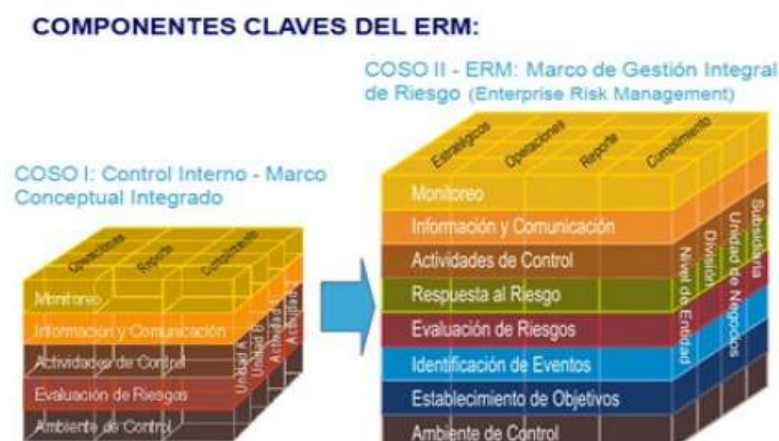 COMPONENTES CLAVES DEL ERM:
COSO II - ERM: Marco de Gestión Integral
de Riesgo (Enterprise Risk Management)
COSO I: Control Interno - Marco
Conceptual Integrado
Operaciones
Reporte
Cumplimiento
Monitoreo
Información y Comunicación
Actividades de Control
Evaluación de Riesgos
Ambiente de Control
Unidad A
Unidad B
Actividad 1
Actividad 2
Estratégicos
Operaciones
Reporte
Cumplimiento
Monitoreo
Información y Comunicación
Actividades de Control
Respuesta al Riesgo
Evaluación de Riesgos
Identificación de Eventos
Establecimiento de Objetivos
Ambiente de Control
Nivel de Entidad
División
Unidad de Negocios
Subsidiaria